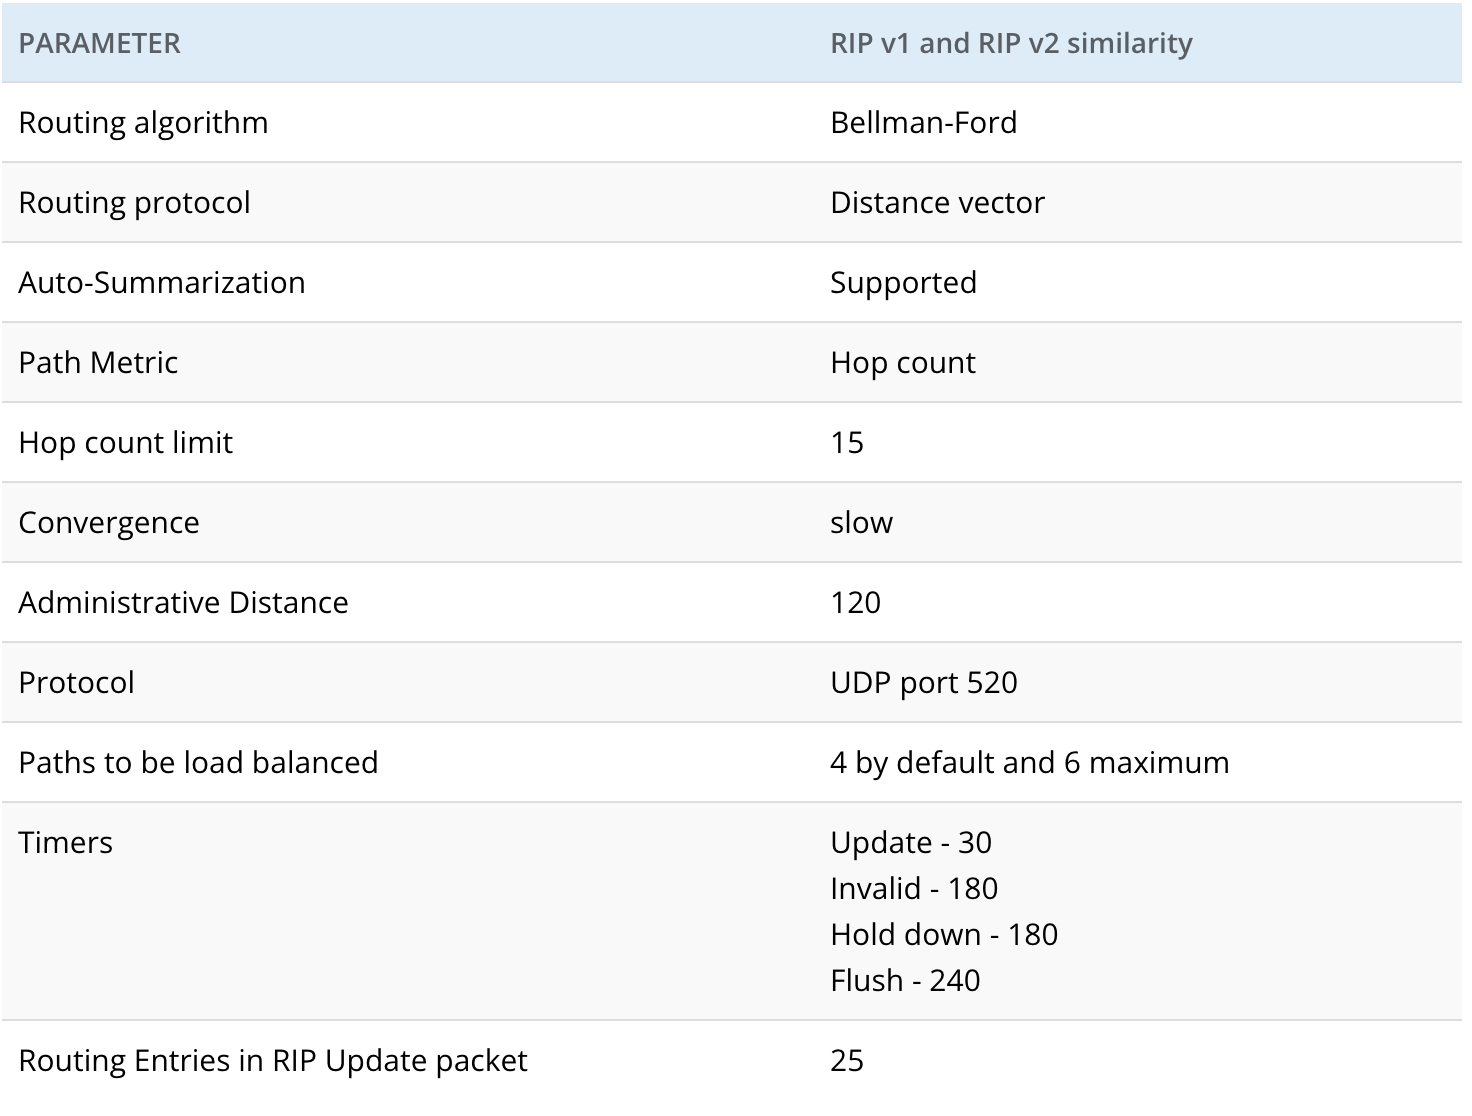 PARAMETER RIP v1 and RIP v2 similarity
Routing algorithm Bellman-Ford
Routing protocol Distance vector
Auto-Summarization Supported
Path Metric Hop count
Hop count limit 15
Convergence slow
Administrative Distance 120
Protocol UDP port 520
Paths to be load balanced 4 by default and 6 maximum
Timers Update - 30
Invalid - 180
Hold down - 180
Flush - 240
Routing Entries in RIP Update packet 25